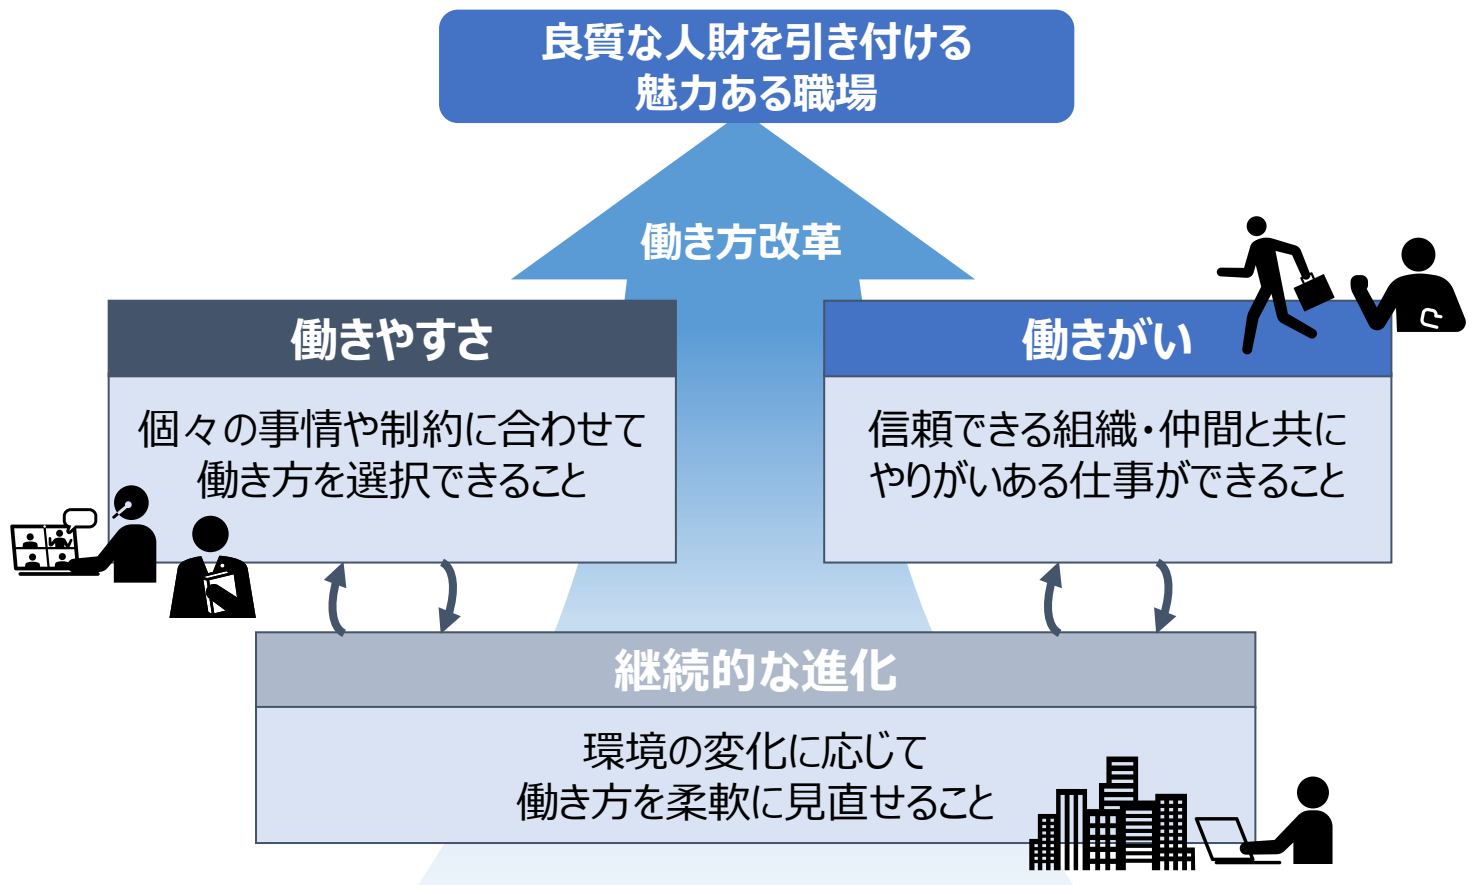 良質な人財を引き付ける
魅力ある職場
働き方改革
働きやすさ
個々の事情や制約に合わせて
働き方を選択できること
働きがい
信頼できる組織・仲間と共に
やりがいある仕事ができること
継続的な進化
環境の変化に応じて
働き方を柔軟に見直せること